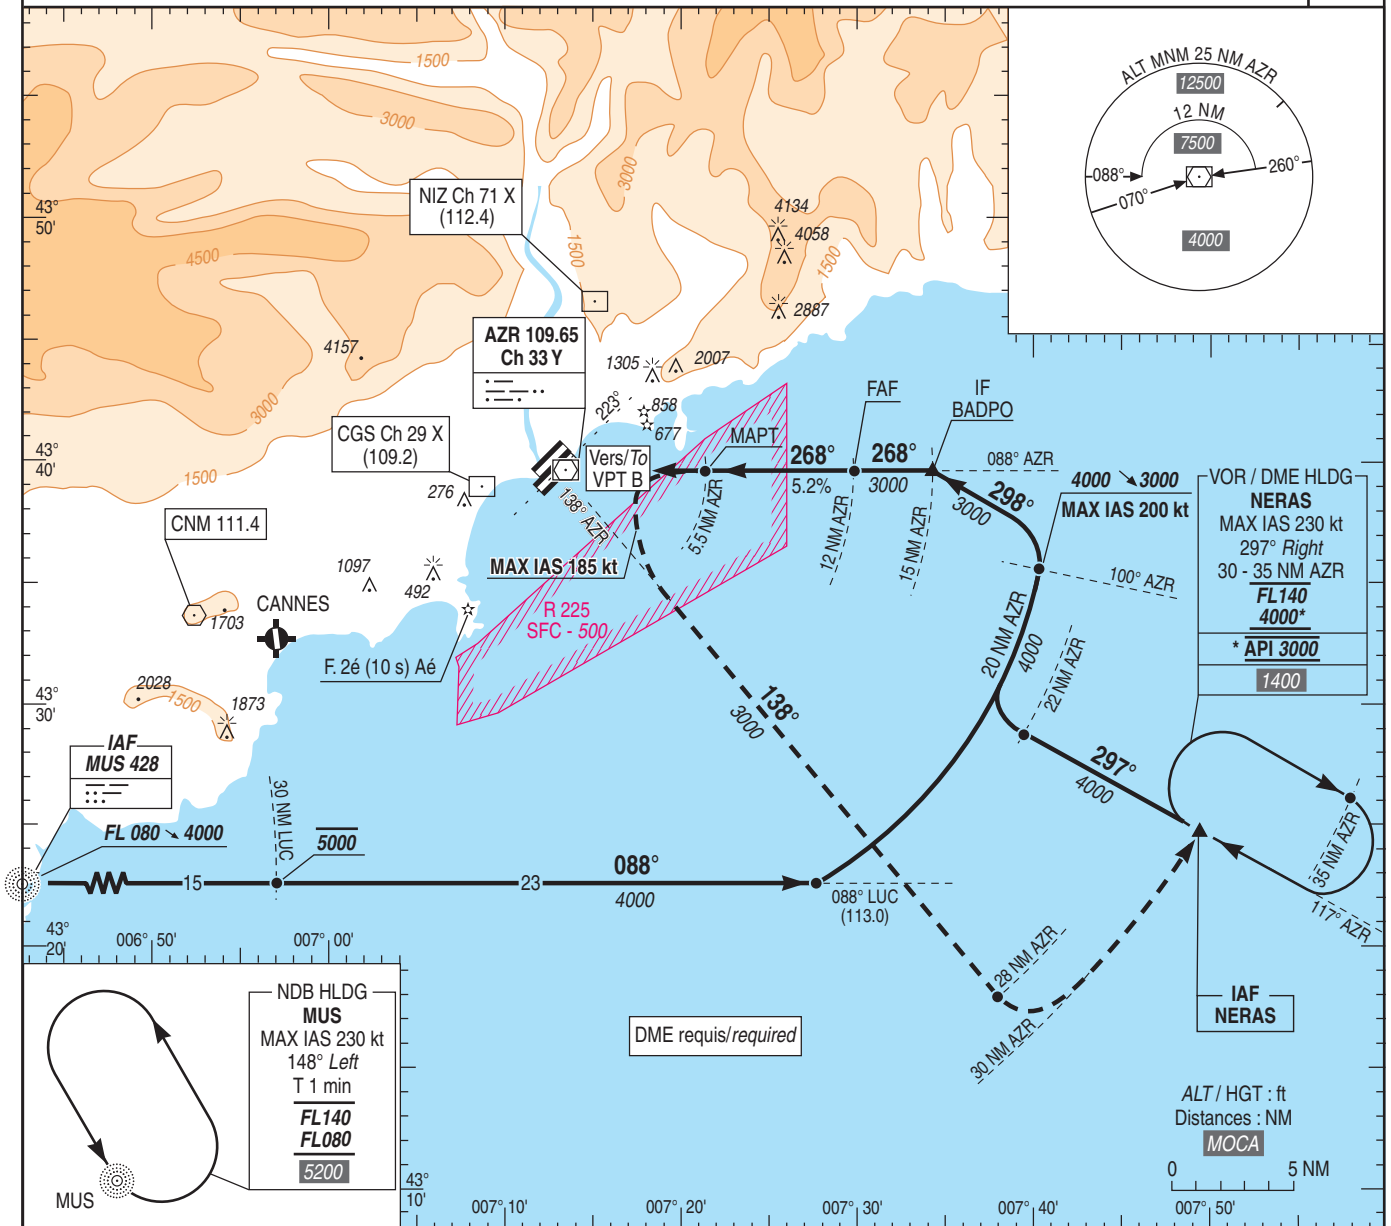 1500
3000
3000
4500
1500
1500
4157
3000
1500
43°
50'
NIZ Ch 71 X
(112.4)
4134
4058
2887
ALT MNM 25 NM AZR
12500
12 NM
7500
088°
260°
070°
4000
AZR 109.65
Ch 33 Y
1305
2007
858
677
223°
CGS Ch 29 X
(109.2)
276
43°
40'
Vers/To
VPT B
138° AZR
MAPT
FAF
IF
BADPO
268°
5.2%
268°
3000
088° AZR
5.5 NM AZR
12 NM AZR
15 NM AZR
298°
3000
4000 ➘ 3000
MAX IAS 200 kt
VOR / DME HLDG
NERAS
MAX IAS 230 kt
297° Right
30 - 35 NM AZR
FL140
4000*
* API 3000
1400
CNM 111.4
1703
CANNES
1097
492
MAX IAS 185 kt
R 225
SFC - 500
F. 2é (10 s) Aé
100° AZR
20 NM AZR
4000
22 NM AZR
43°
30'
2028
1500
1873
138°
3000
297°
4000
IAF
MUS 428
FL 080 ➘ 4000
30 NM LUC
5000
15
23
088°
4000
088° LUC
(113.0)
35 NM AZR
117° AZR
43°
20'
006° 50'
007° 00'
28 NM AZR
30 NM AZR
IAF
NERAS
NDB HLDG
MUS
MAX IAS 230 kt
148° Left
T 1 min
FL140
FL080
5200
MUS
DME requis/required
ALT / HGT : ft
Distances : NM
MOCA
0
5 NM
43°
10'
007° 10'
007° 20'
007° 30'
007° 40'
007° 50'